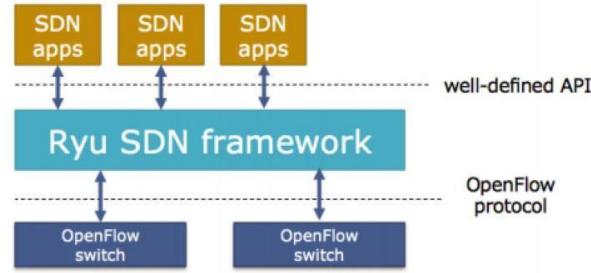 SDN
apps
SDN
apps
SDN
apps
well-defined API
Ryu SDN framework
OpenFlow
protocol
OpenFlow
switch
OpenFlow
switch